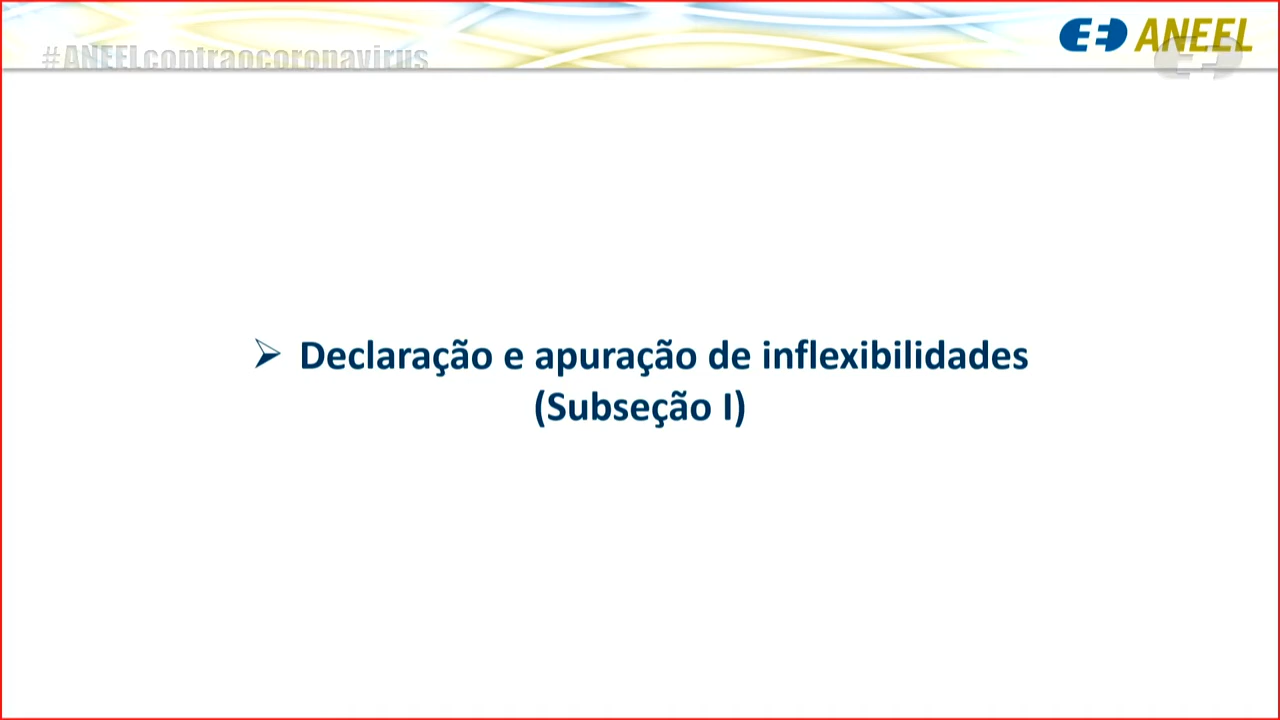 #ANEELcontraocoronavirus
ANEEL
Declaração e apuração de inflexibilidades
(Subseção I)